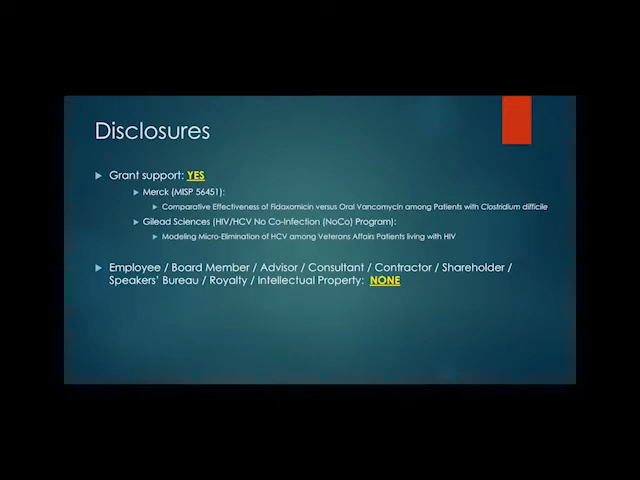 Disclosures
Grant support: YES
Merck (MISP 56451):
Comparative Effectiveness of Fidaxomicin versus Oral Vancomycin among Patients with Clostridium difficile
Gilead Sciences (HIV/HCV No Co-Infection (NoCo) Program):
Modeling Micro-Elimination of HCV among Veterans Affairs Patients living with HIV
Employee / Board Member / Advisor / Consultant / Contractor / Shareholder /
Speakers' Bureau / Royalty / Intellectual Property: NONE